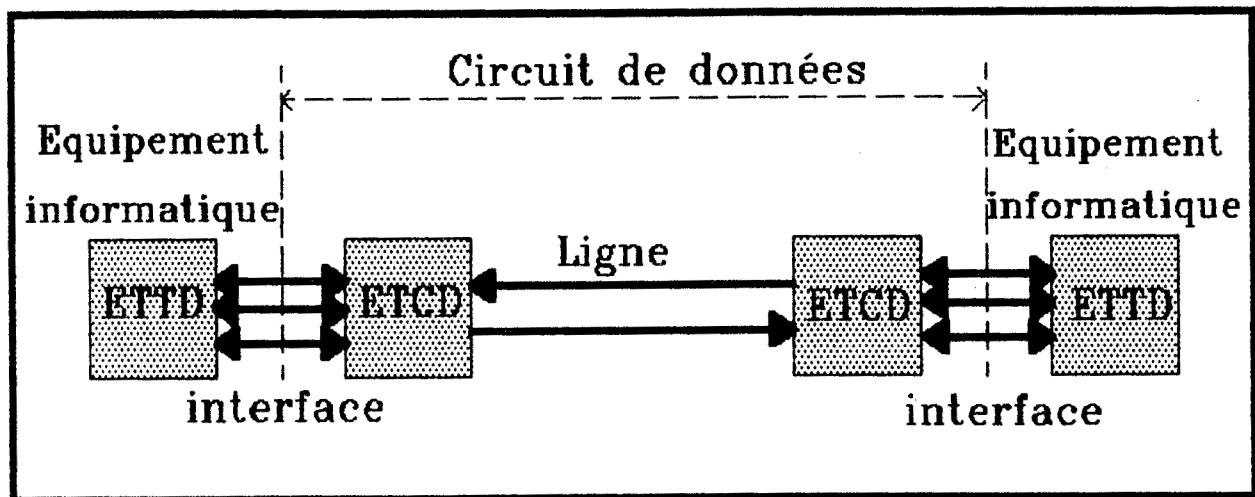 Circuit de données
Equipement
informatique
Equipement
informatique
Ligne
ETTD
ETCD
ETCD
ETTD
interface
interface